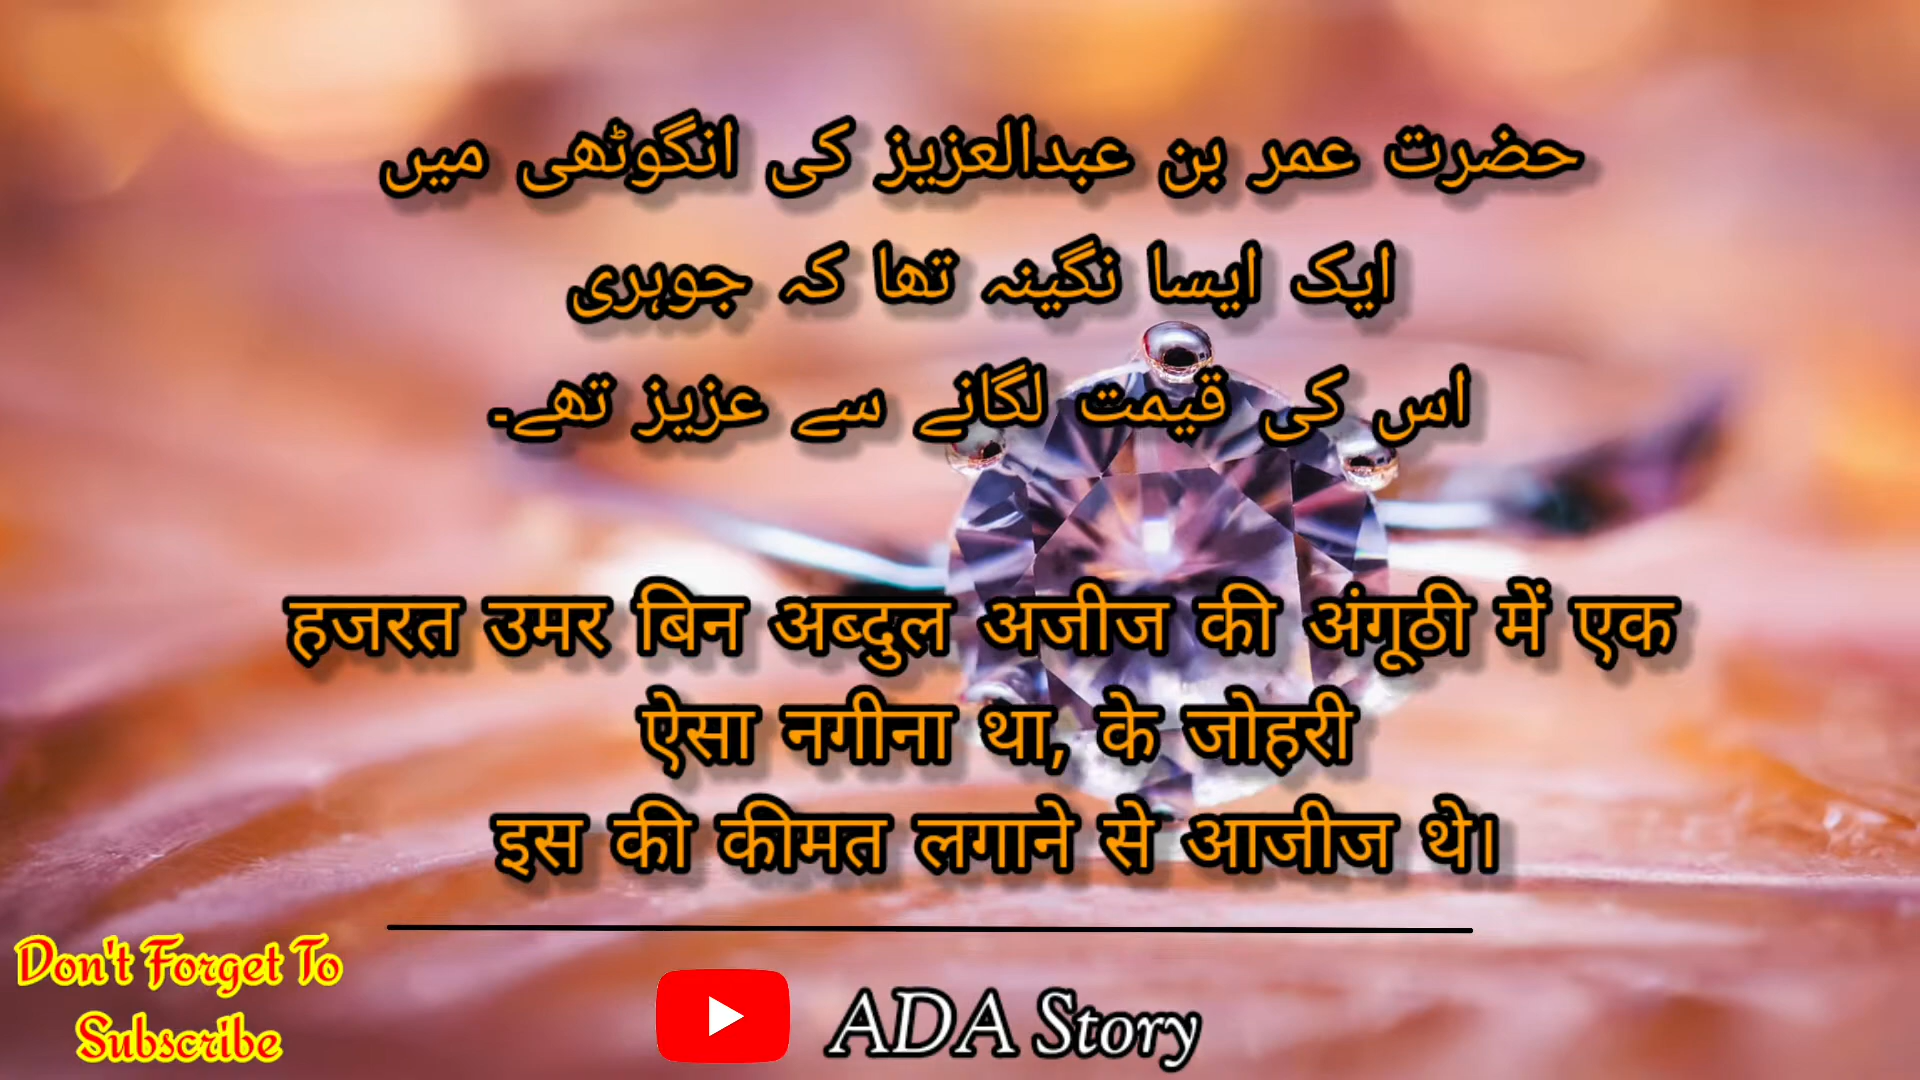 حضرت عمر بن عبدالعزیز کی انگوٹھی میں
ایک ایسا نگینہ تھا کہ جوہری
اس کی قیمت لگانے سے عزیز تھے۔
हजरत उमर बिन अब्दुल अजीज की अंगूठी में एक
ऐसा नगीना था, के जोहरी
इस की कीमत लगाने से आजीज थे।
Don't Forget To
Subscribe
ADA Story